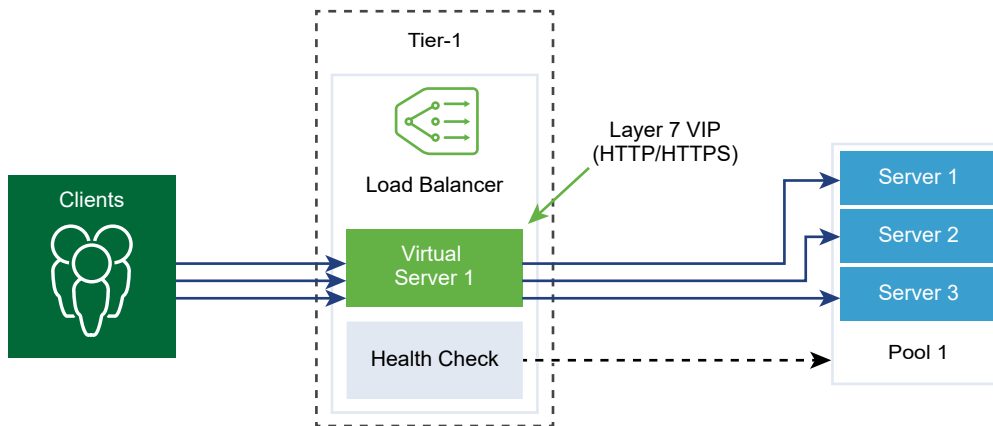 Tier-1
Load Balancer
Layer 7 VIP
(HTTP/HTTPS)
Clients
Virtual
Server 1
Health Check
Server 1
Server 2
Server 3
Pool 1